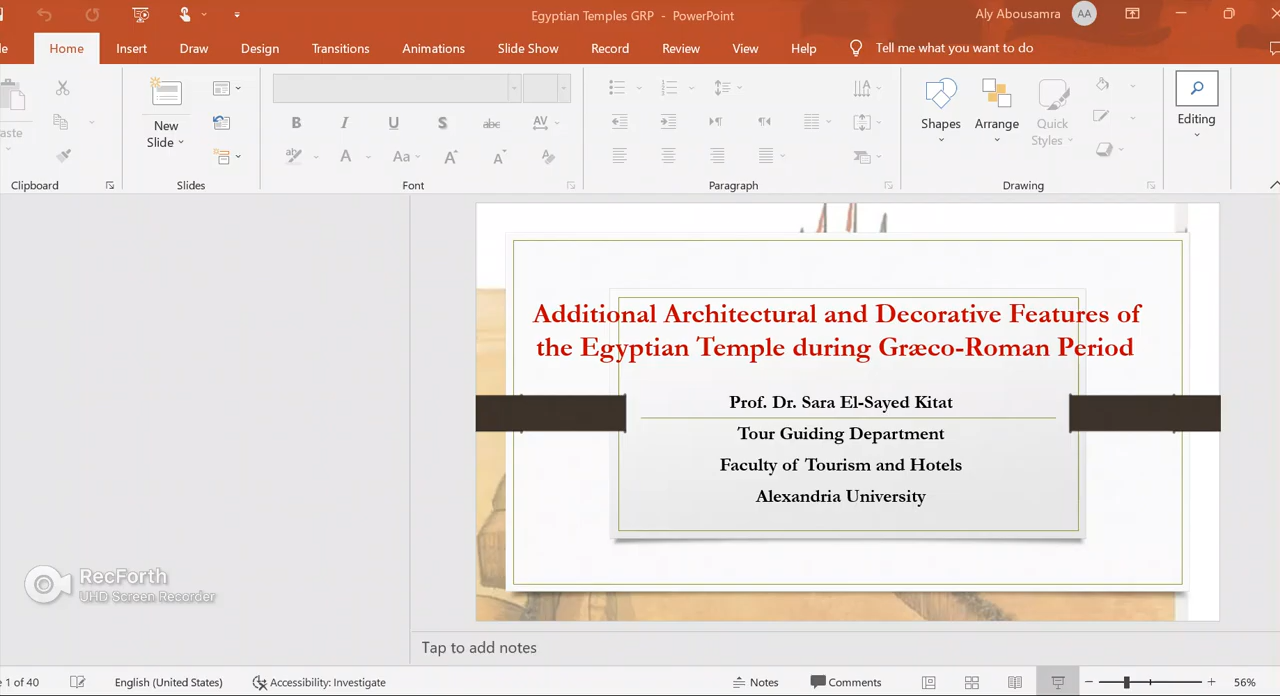 Egyptian Temples GRP - PowerPoint
Aly Abousamra
AA
Home
Insert
Draw
Design
Transitions
Animations
Slide Show
Record
Review
View
Help
Tell me what you want to do
New
Slide
Shapes
Arrange
Quick
Styles
Editing
B I U S abc AV
A Aa A A
Clipboard
Slides
Font
Paragraph
Drawing
Additional Architectural and Decorative Features of
the Egyptian Temple during Græco-Roman Period
Prof. Dr. Sara El-Sayed Kitat
Tour Guiding Department
Faculty of Tourism and Hotels
Alexandria University
RecForth
UHD Screen Recorder
Tap to add notes
1 of 40
English (United States)
Accessibility: Investigate
Notes
Comments
56%